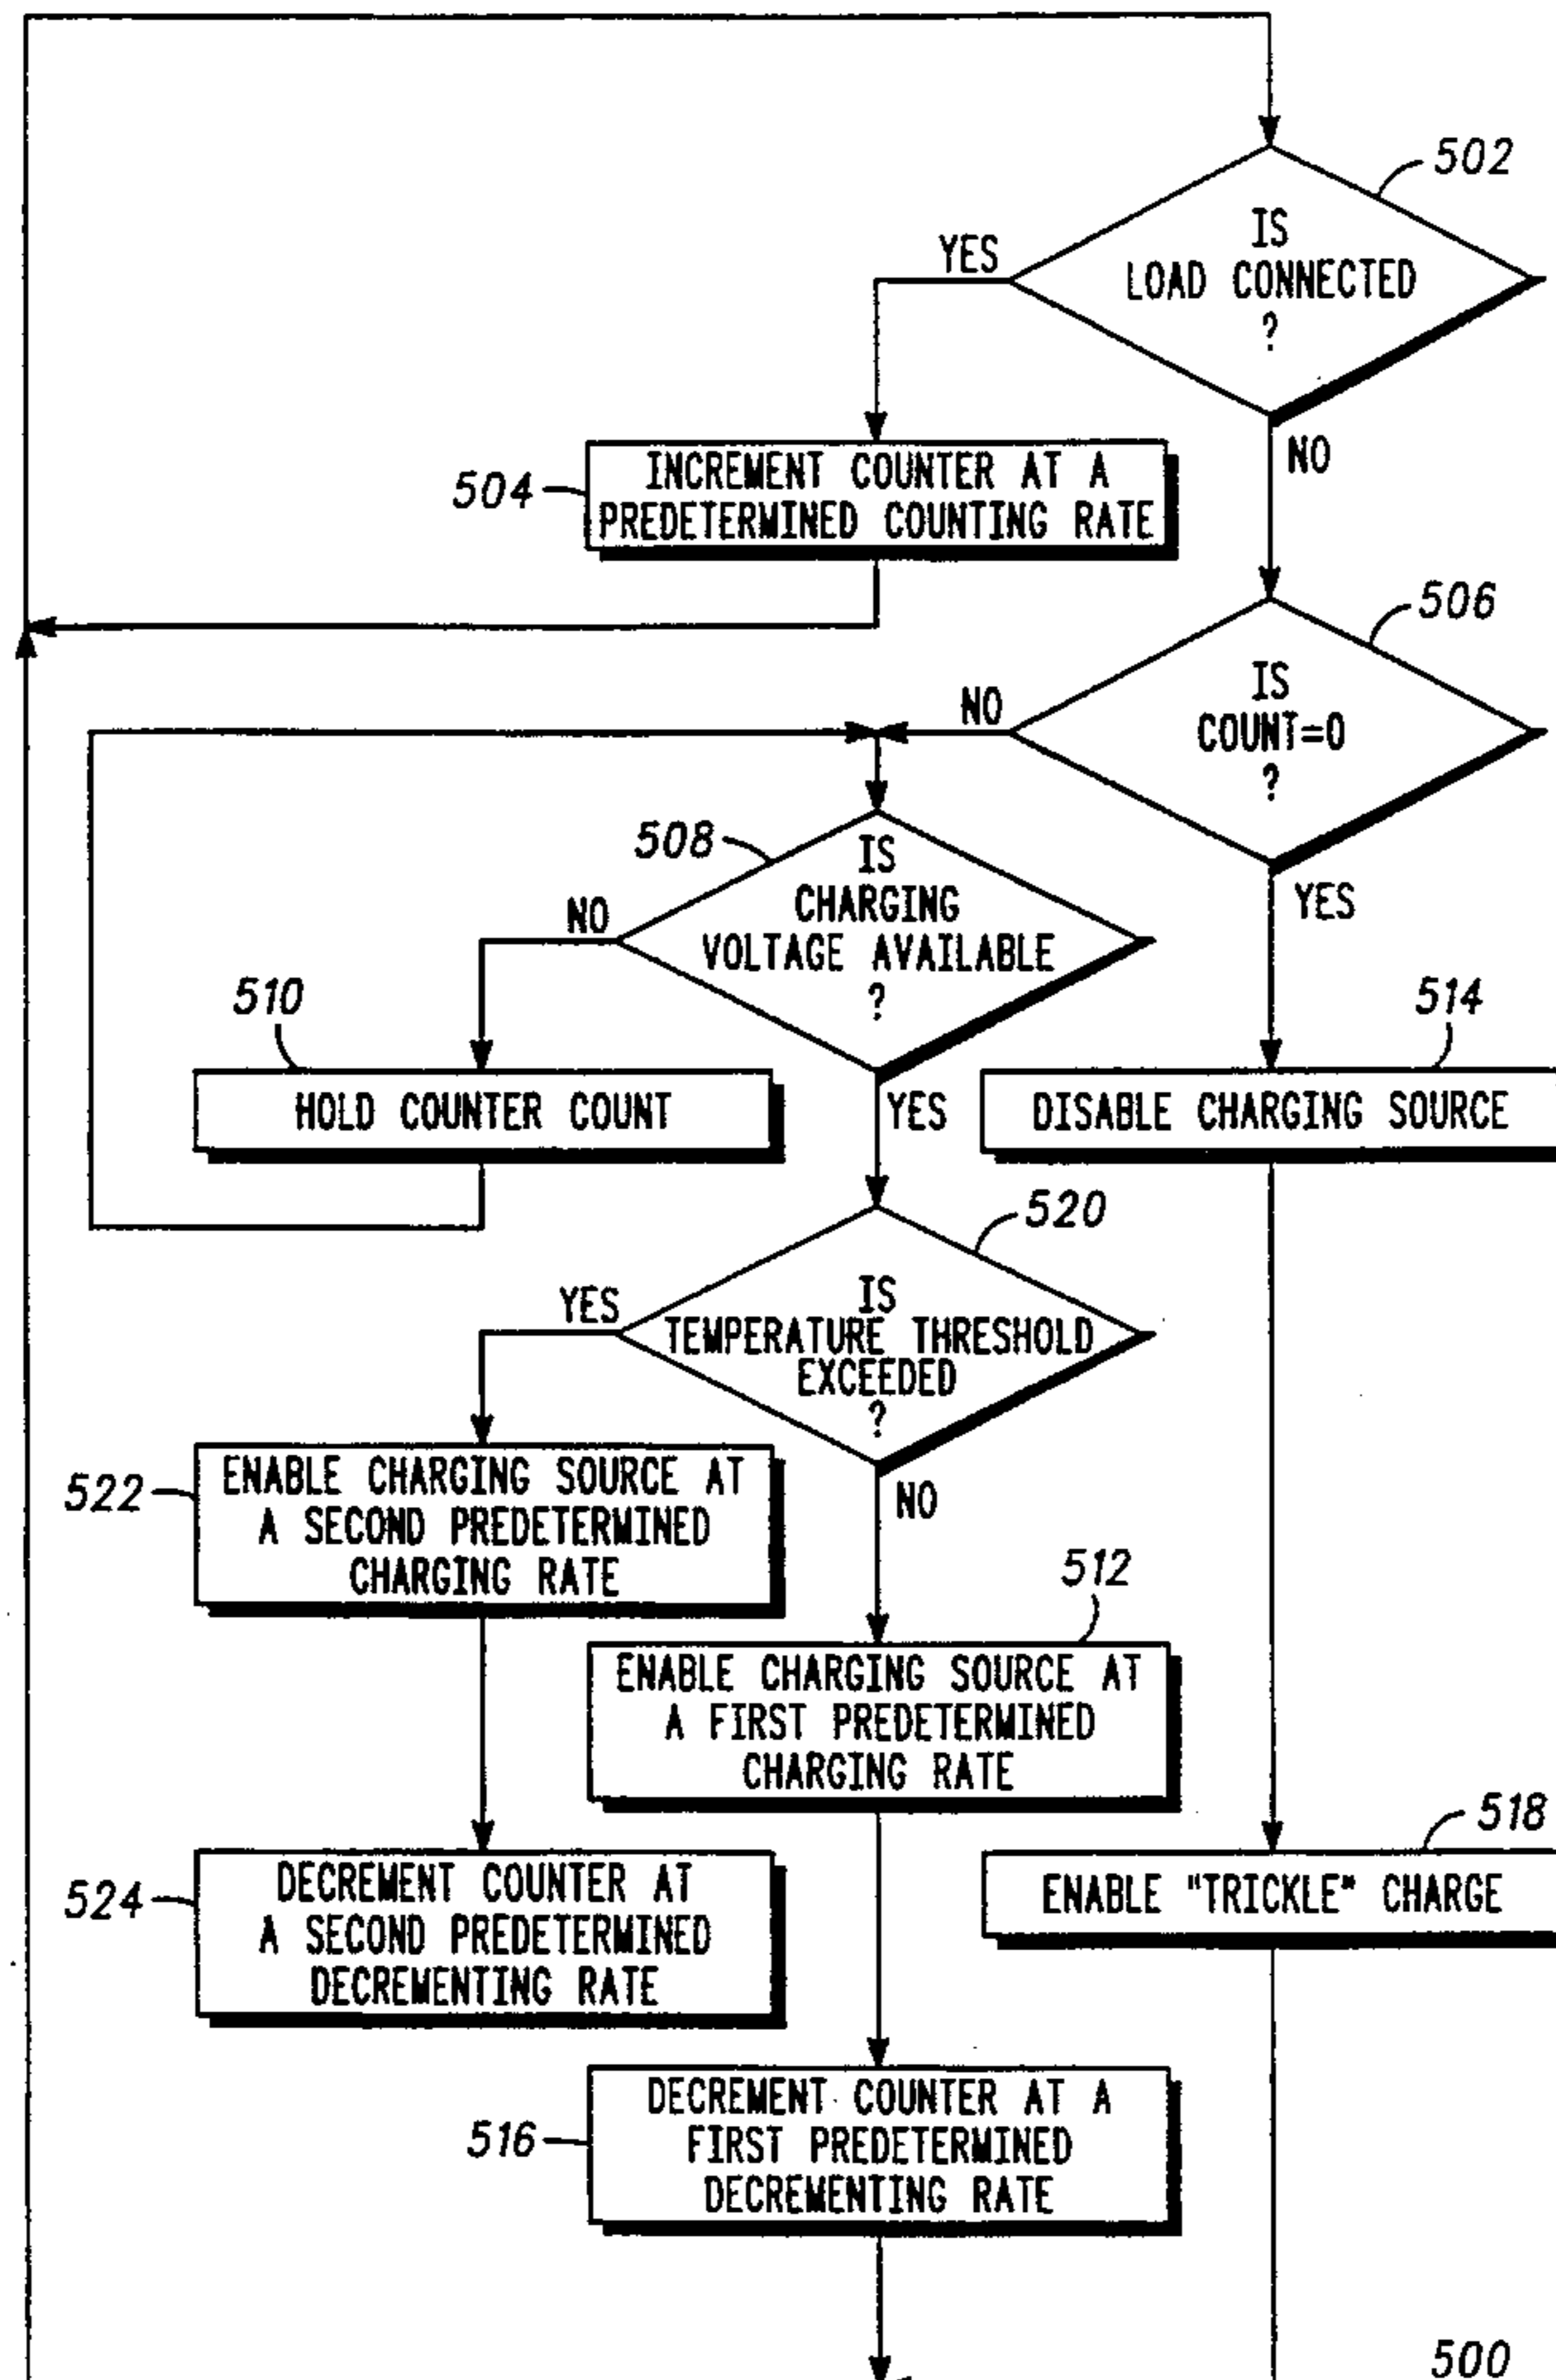 502
IS
LOAD CONNECTED
?
YES
NO
504
INCREMENT COUNTER AT A
PREDETERMINED COUNTING RATE
506
IS
COUNT=0
?
NO
YES
508
IS
CHARGING
VOLTAGE AVAILABLE
?
NO
YES
510
HOLD COUNTER COUNT
514
DISABLE CHARGING SOURCE
520
IS
TEMPERATURE THRESHOLD
EXCEEDED
?
YES
NO
522
ENABLE CHARGING SOURCE AT
A SECOND PREDETERMINED
CHARGING RATE
512
ENABLE CHARGING SOURCE AT
A FIRST PREDETERMINED
CHARGING RATE
518
ENABLE "TRICKLE" CHARGE
524
DECREMENT COUNTER AT
A SECOND PREDETERMINED
DECREMENTING RATE
516
DECREMENT COUNTER AT A
FIRST PREDETERMINED
DECREMENTING RATE
500